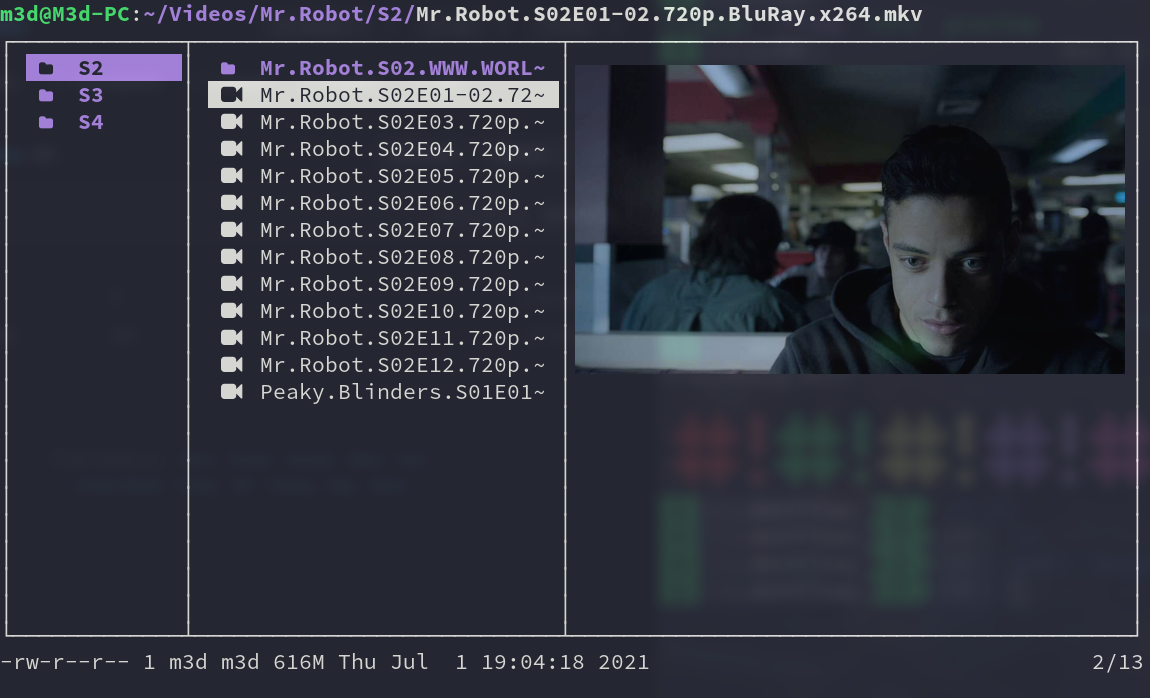 m3d@M3d-PC:~/Videos/Mr.Robot/S2/Mr.Robot.S02E01-02.720p.BluRay.x264.mkv
S2
S3
S4
Mr.Robot.S02.WWW.WORL~
Mr.Robot.S02E01-02.72~
Mr.Robot.S02E03.720p.~
Mr.Robot.S02E04.720p.~
Mr.Robot.S02E05.720p.~
Mr.Robot.S02E06.720p.~
Mr.Robot.S02E07.720p.~
Mr.Robot.S02E08.720p.~
Mr.Robot.S02E09.720p.~
Mr.Robot.S02E10.720p.~
Mr.Robot.S02E11.720p.~
Mr.Robot.S02E12.720p.~
Peaky.Blinders.S01E01~
-rw-r--r-- 1 m3d m3d 616M Thu Jul  1 19:04:18 2021
2/13